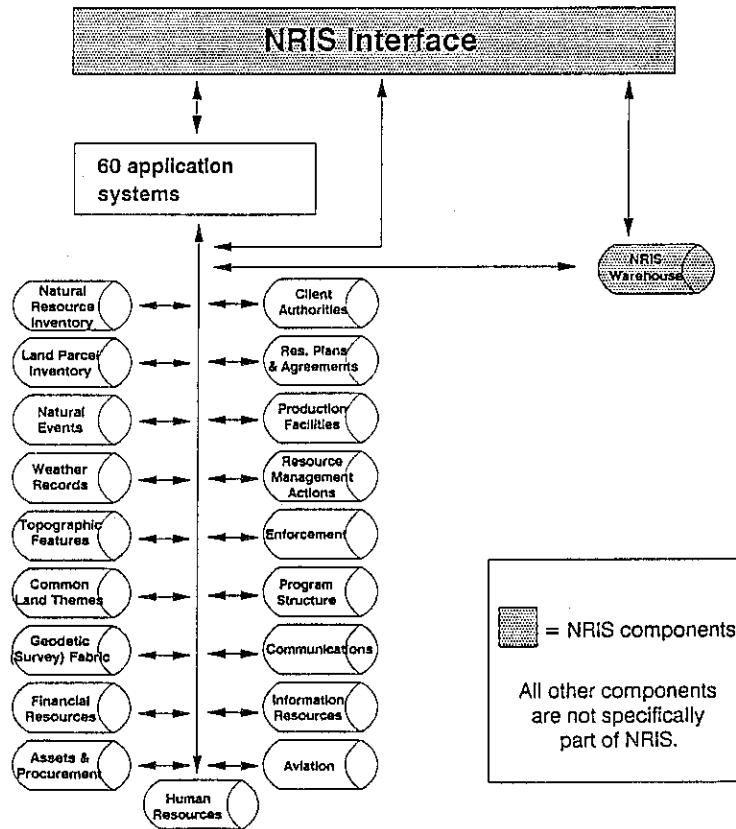 NRIS Interface
60 application
systems
NRIS
Warehouse
Natural
Resource
Inventory
Client
Authorities
Land Parcel
Inventory
Res. Plans
& Agreements
Natural
Events
Production
Facilities
Weather
Records
Resource
Management
Actions
Topographic
Features
Enforcement
Common
Land Themes
Program
Structure
Geodetic
(Survey) Fabric
Communications
Financial
Resources
Information
Resources
Assets &
Procurement
Aviation
Human
Resources
= NRIS components
All other components
are not specifically
part of NRIS.